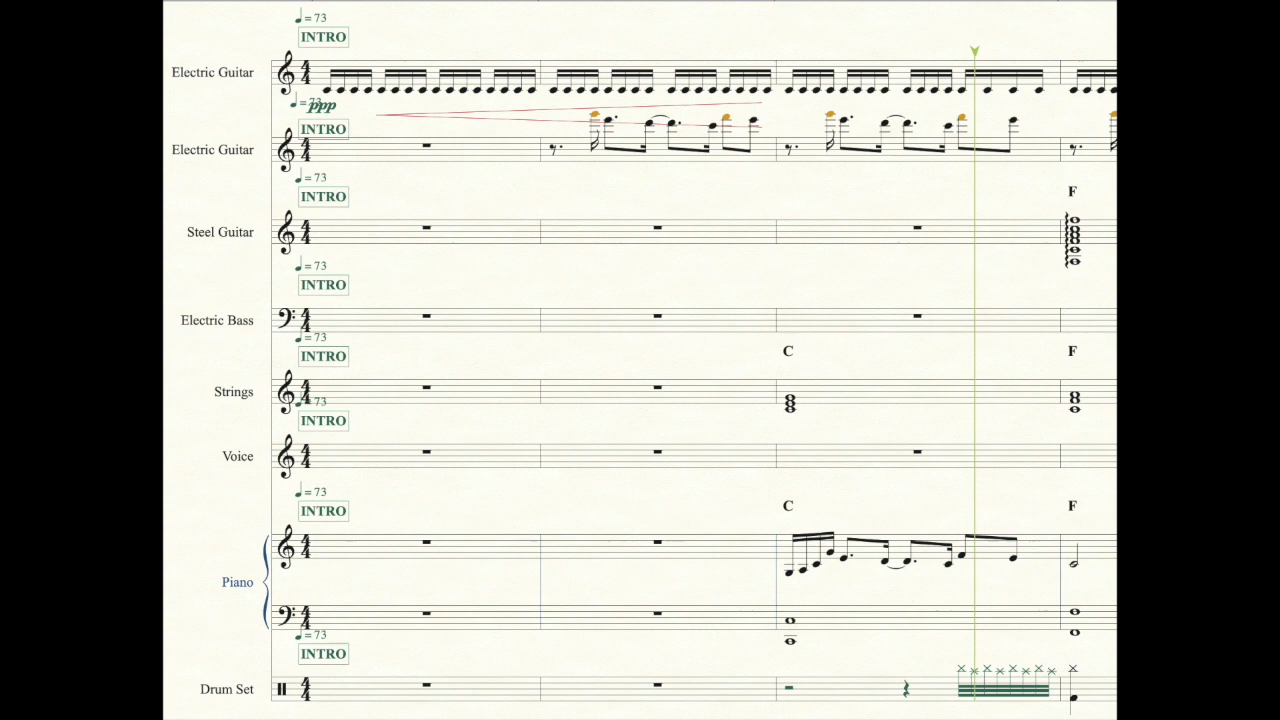 ♩ = 73
INTRO
Electric Guitar
♩ = 73
ppp
INTRO
Electric Guitar
♩ = 73
INTRO
F
Steel Guitar
♩ = 73
INTRO
Electric Bass
♩ = 73
INTRO
C F
Strings
♩ = 73
INTRO
Voice
♩ = 73
INTRO
C F
Piano
♩ = 73
INTRO
Drum Set